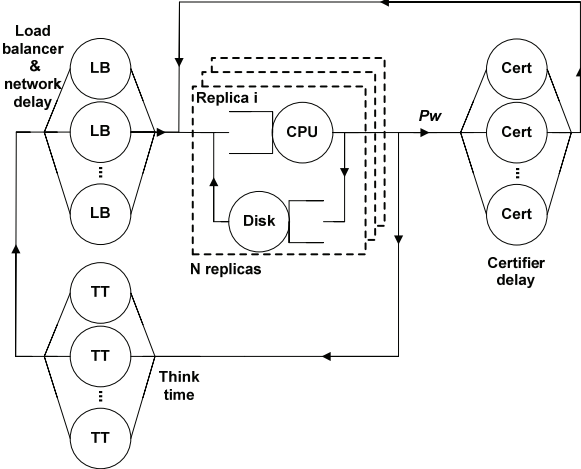 Load
balancer
&
network
delay
LB
LB
...
LB
Replica i
CPU
Disk
N replicas
Pw
Cert
Cert
...
Cert
Certifier
delay
TT
TT
...
TT
Think
time